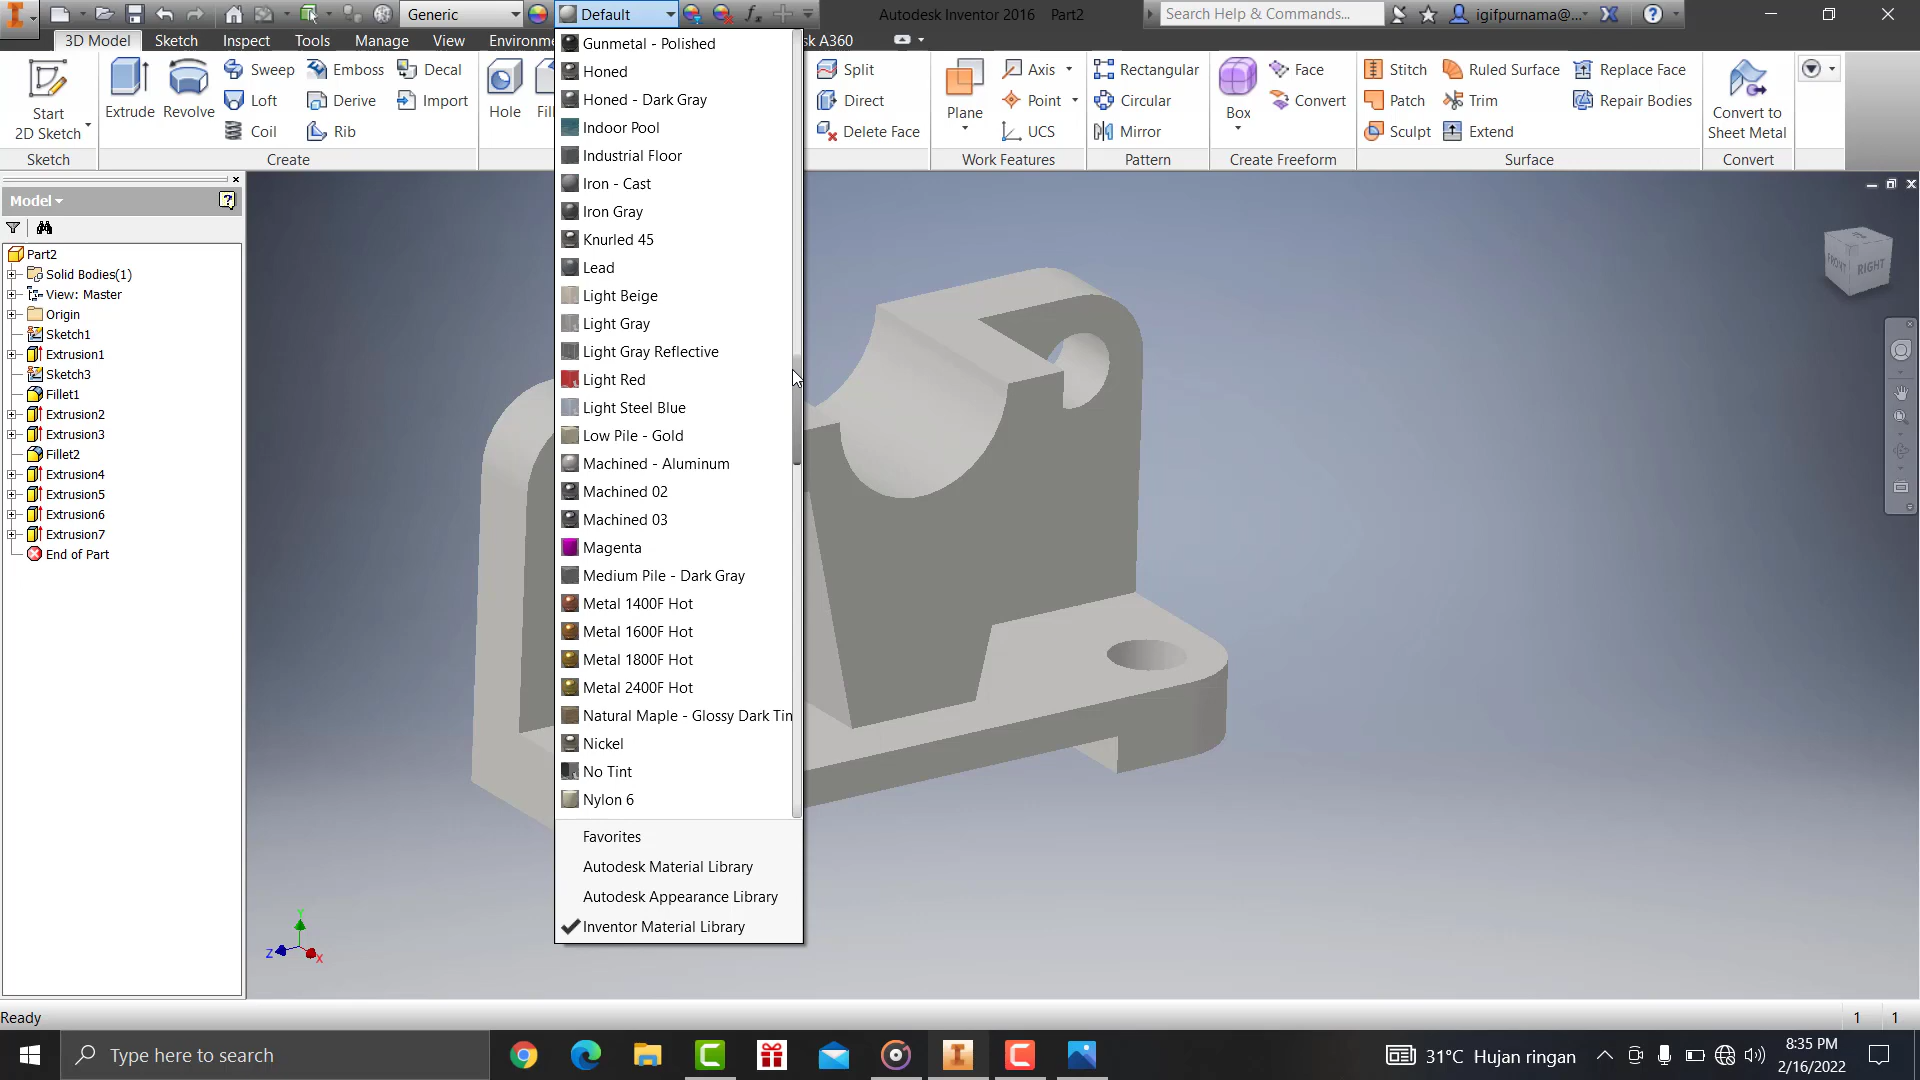 Generic
Default
Autodesk Inventor 2016 Part2
Search Help & Commands...
igifpurnama@...
3D Model Sketch Inspect Tools Manage View Environme
sk A360
Start
2D Sketch
Sketch
Extrude Revolve
Sweep Emboss Decal
Loft Derive Import
Coil Rib
Create
Hole Fill
Split
Direct
Delete Face
Plane
Axis
Point
UCS
Work Features
Rectangular
Circular
Mirror
Pattern
Box
Face
Convert
Create Freeform
Stitch Ruled Surface Replace Face
Patch Trim Repair Bodies
Sculpt Extend
Surface
Convert to
Sheet Metal
Convert
Model
Part2
Solid Bodies(1)
View: Master
Origin
Sketch1
Extrusion1
Sketch3
Fillet1
Extrusion2
Extrusion3
Fillet2
Extrusion4
Extrusion5
Extrusion6
Extrusion7
End of Part
Gunmetal - Polished
Honed
Honed - Dark Gray
Indoor Pool
Industrial Floor
Iron - Cast
Iron Gray
Knurled 45
Lead
Light Beige
Light Gray
Light Gray Reflective
Light Red
Light Steel Blue
Low Pile - Gold
Machined - Aluminum
Machined 02
Machined 03
Magenta
Medium Pile - Dark Gray
Metal 1400F Hot
Metal 1600F Hot
Metal 1800F Hot
Metal 2400F Hot
Natural Maple - Glossy Dark Tin
Nickel
No Tint
Nylon 6
Favorites
Autodesk Material Library
Autodesk Appearance Library
Inventor Material Library
FRONT RIGHT
Y
Z
X
Ready
1 1
Type here to search
31°C Hujan ringan
8:35 PM
2/16/2022